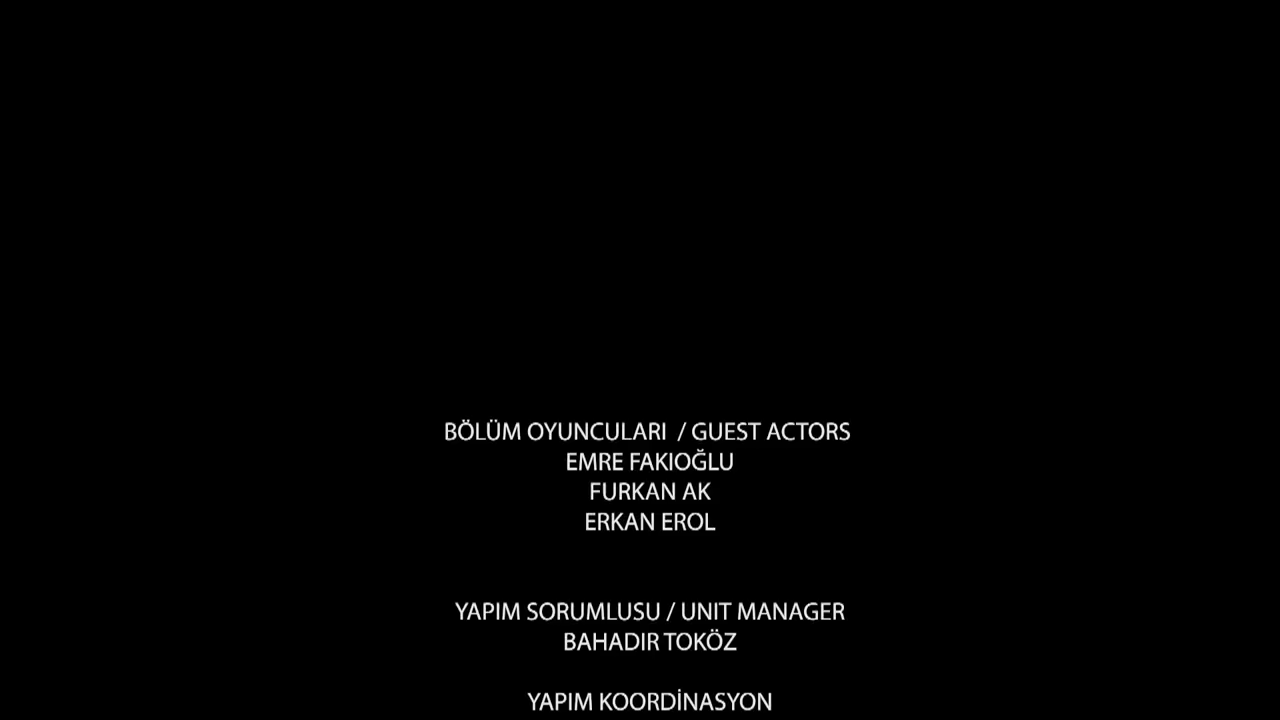 BÖLÜM OYUNCULARI / GUEST ACTORS
EMRE FAKIOĞLU
FURKAN AK
ERKAN EROL
YAPIM SORUMLUSU / UNIT MANAGER
BAHADIR TOKÖZ
YAPIM KOORDİNASYON